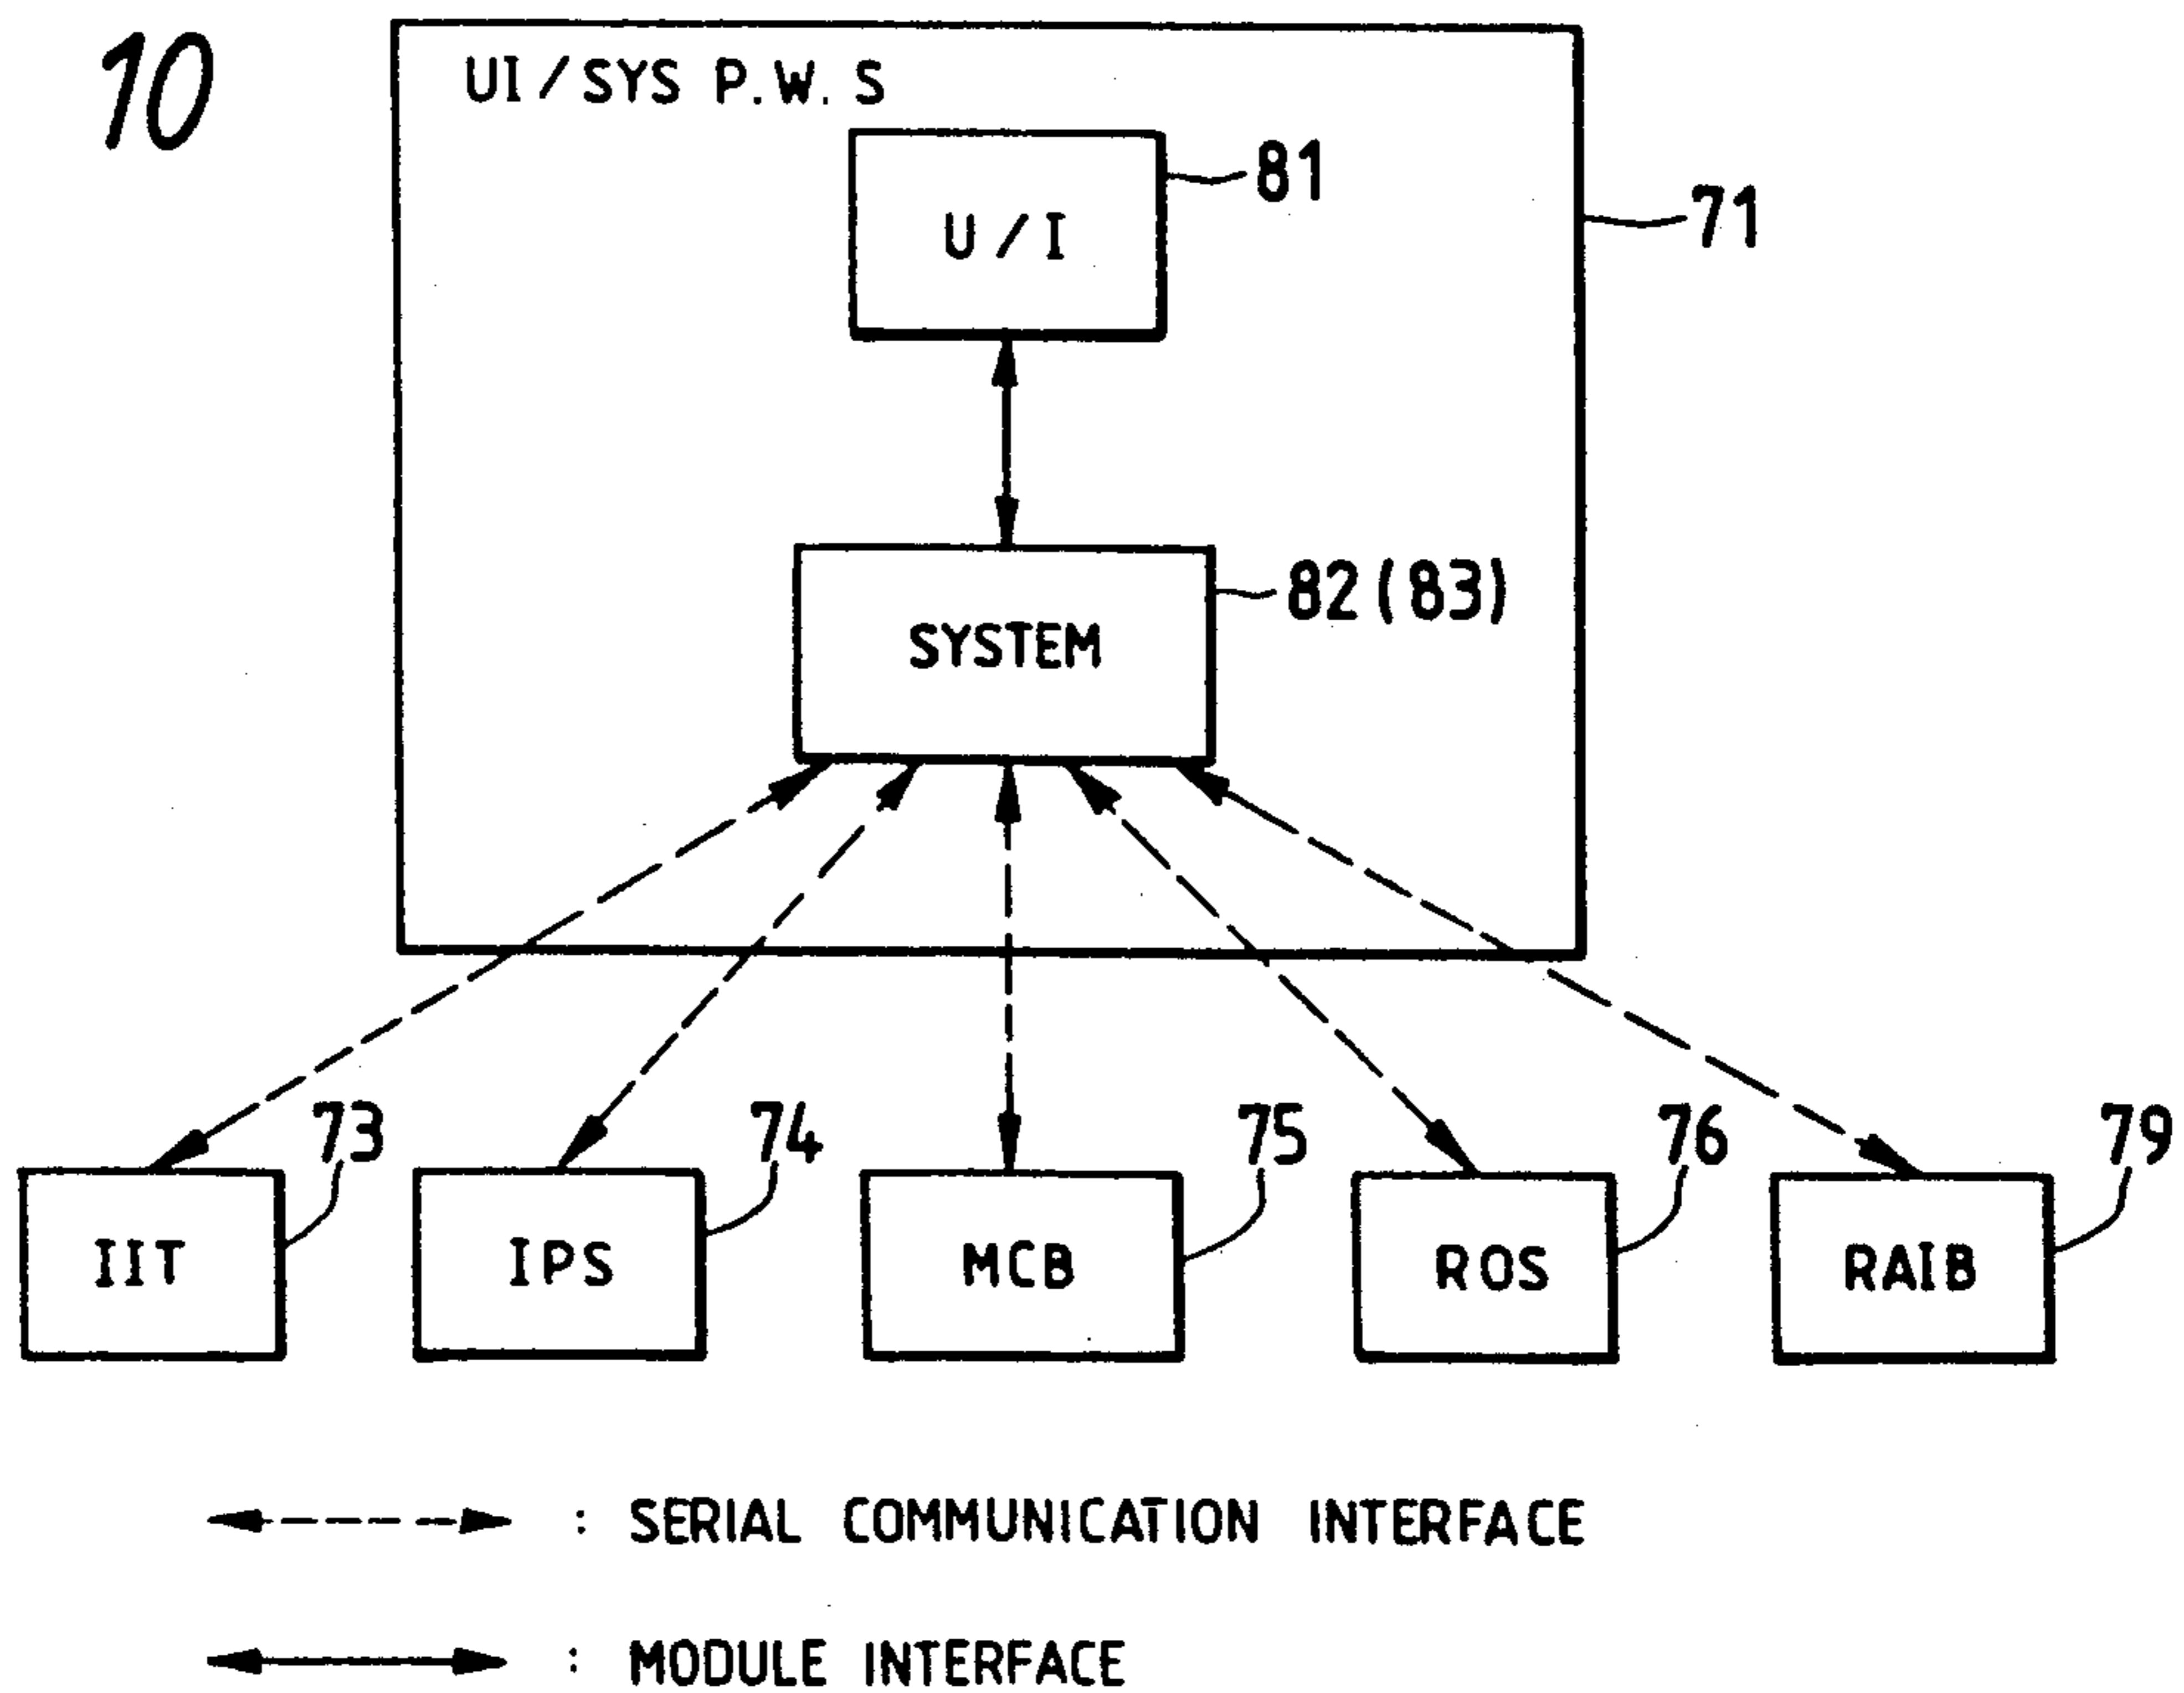 10
UI/SYS P.W.S
81
U/I
71
82(83)
SYSTEM
73
74
75
76
79
IIT
IPS
MCB
ROS
RAIB
: SERIAL COMMUNICATION INTERFACE
: MODULE INTERFACE